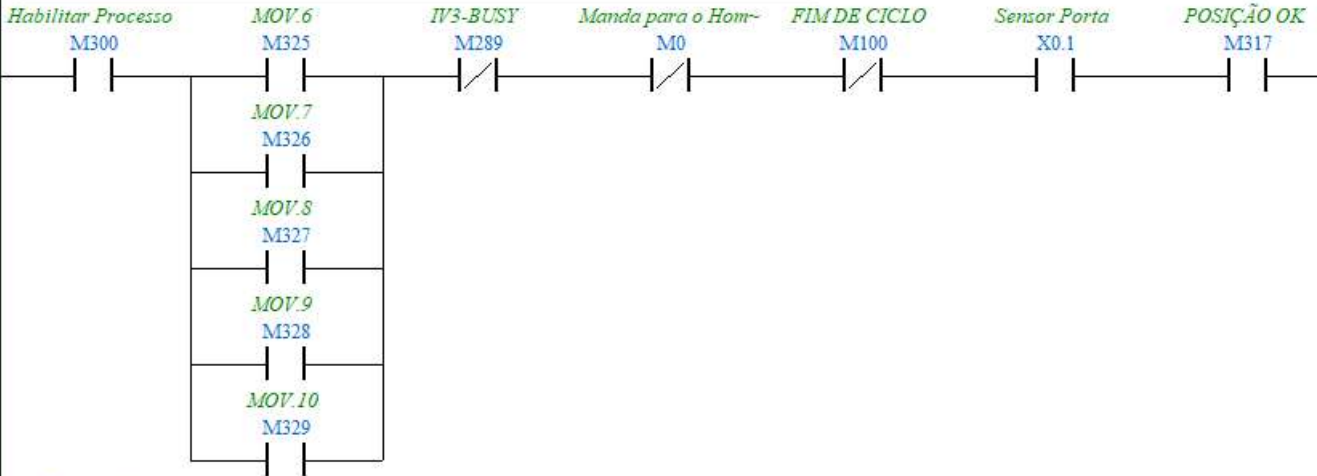 Habilitar Processo MOV.6 IV3-BUSY Manda para o Hom~ FIM DE CICLO Sensor Porta POSIÇÃO OK
M300 M325 M289 M0 M100 X0.1 M317
MOV.7
M326
MOV.8
M327
MOV.9
M328
MOV.10
M329